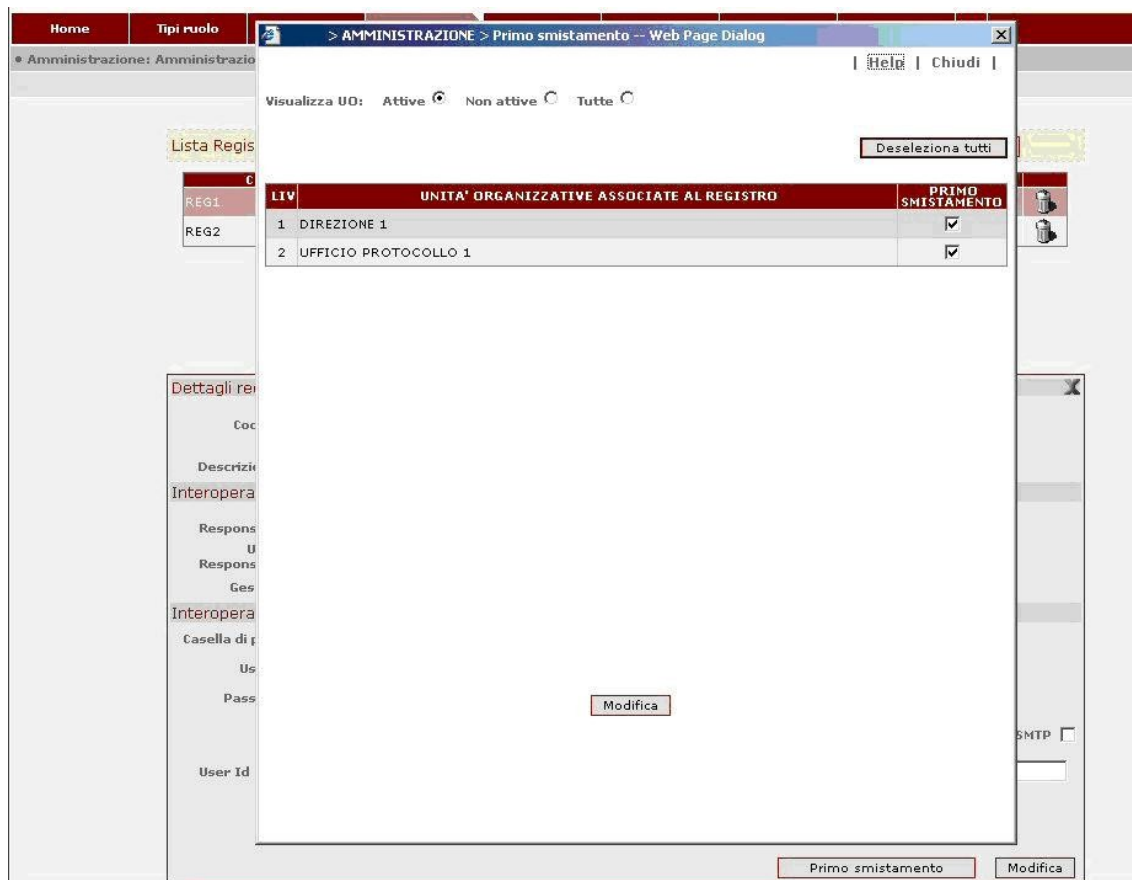 Home Tipi ruolo
> AMMINISTRAZIONE > Primo smistamento -- Web Page Dialog
• Amministrazione: Amministrazio
| Help | Chiudi |
Visualizza UO: Attive Non attive Tutte
Lista Regis
Deseleziona tutti
C
LIV UNITA' ORGANIZZATIVE ASSOCIATE AL REGISTRO PRIMO SMISTAMENTO
REG1
1 DIREZIONE 1
REG2
2 UFFICIO PROTOCOLLO 1
Dettagli re
Coc
Descrizi
Interopera
Respons
U
Respons
Ges
Interopera
Casella di p
Us
Pass
Modifica
SMTP
User Id
Primo smistamento Modifica